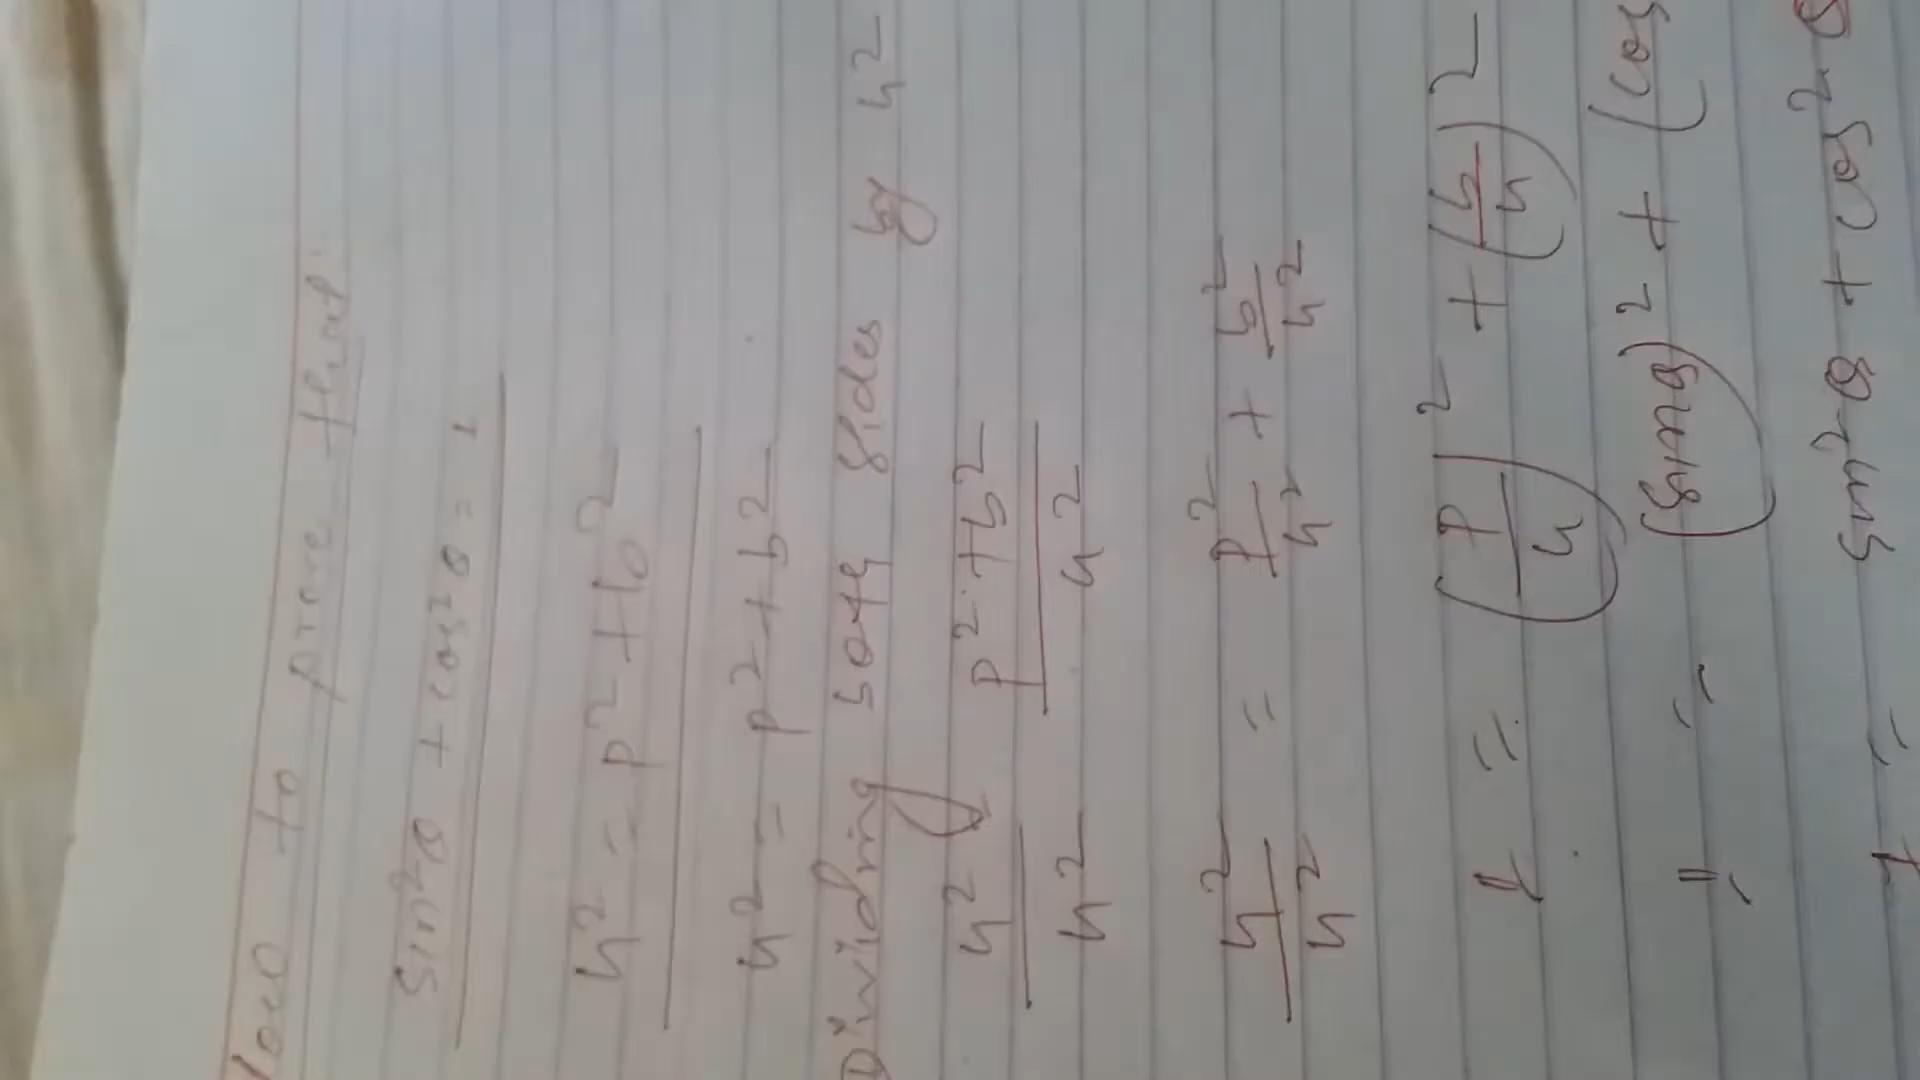 How to prove that
sin²θ + cos²θ = 1
h² = p² + b²
h² = p² + b²
Dinviding both sides by h²
h²/h² p² + b²/h²
h²/h² = p²/h² + b²/h²
1 = (p/h)² + (b/h)²
1 = (sinθ)² + (cos
1 = sin²θ + cos²θ